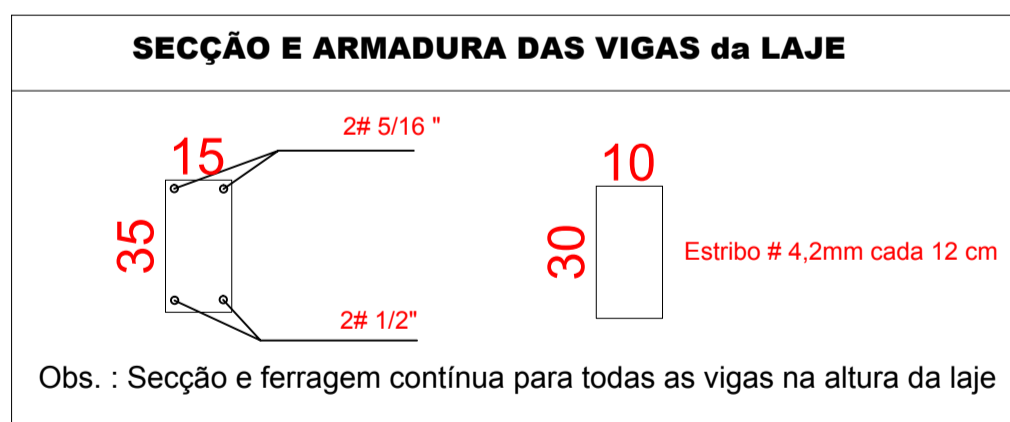 SECÇÃO E ARMADURA DAS VIGAS da LAJE
2# 5/16 "
15
35
2# 1/2"
10
30
Estribo # 4,2mm cada 12 cm
Obs. : Secção e ferragem contínua para todas as vigas na altura da laje